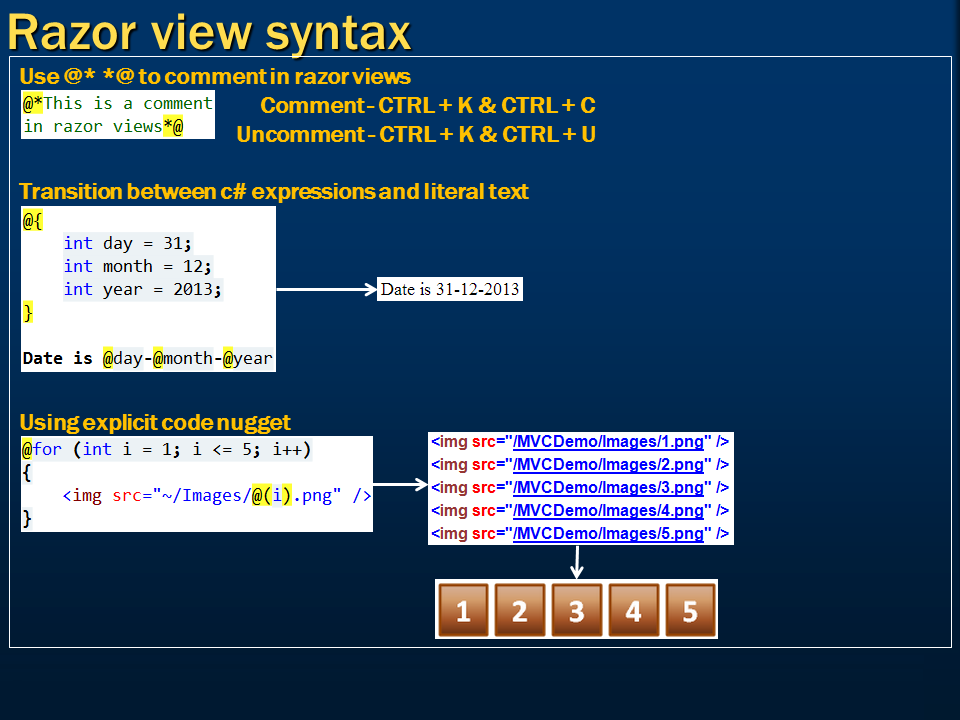 Razor view syntax
Use @* *@ to comment in razor views
@*This is a comment
in razor views*@
Comment - CTRL + K & CTRL + C
Uncomment - CTRL + K & CTRL + U
Transition between c# expressions and literal text
@{
int day = 31;
int month = 12;
int year = 2013;
}
Date is @day-@month-@year
Date is 31-12-2013
Using explicit code nugget
@for (int i = 1; i <= 5; i++)
{
<img src="~/Images/@(i).png" />
}
<img src="/MVCDemo/Images/1.png" />
<img src="/MVCDemo/Images/2.png" />
<img src="/MVCDemo/Images/3.png" />
<img src="/MVCDemo/Images/4.png" />
<img src="/MVCDemo/Images/5.png" />
1 2 3 4 5